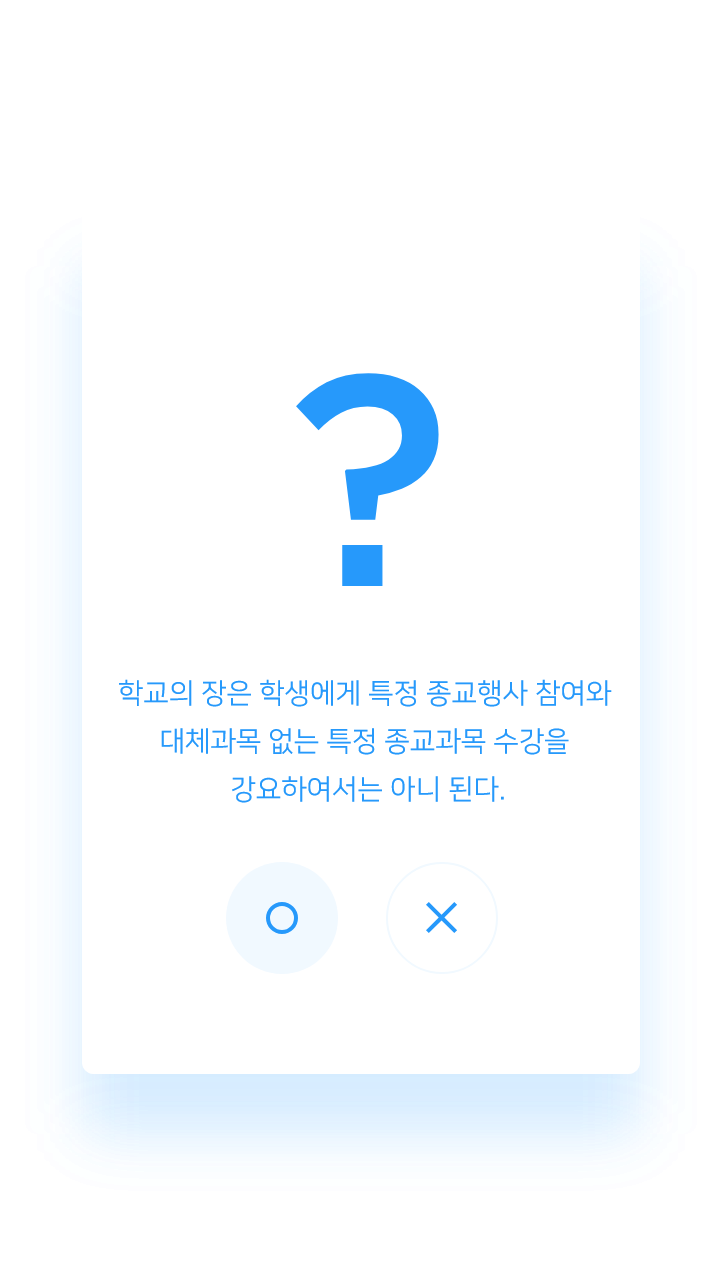 ?
학교의 장은 학생에게 특정 종교행사 참여와
대체과목 없는 특정 종교과목 수강을
강요하여서는 아니 된다.